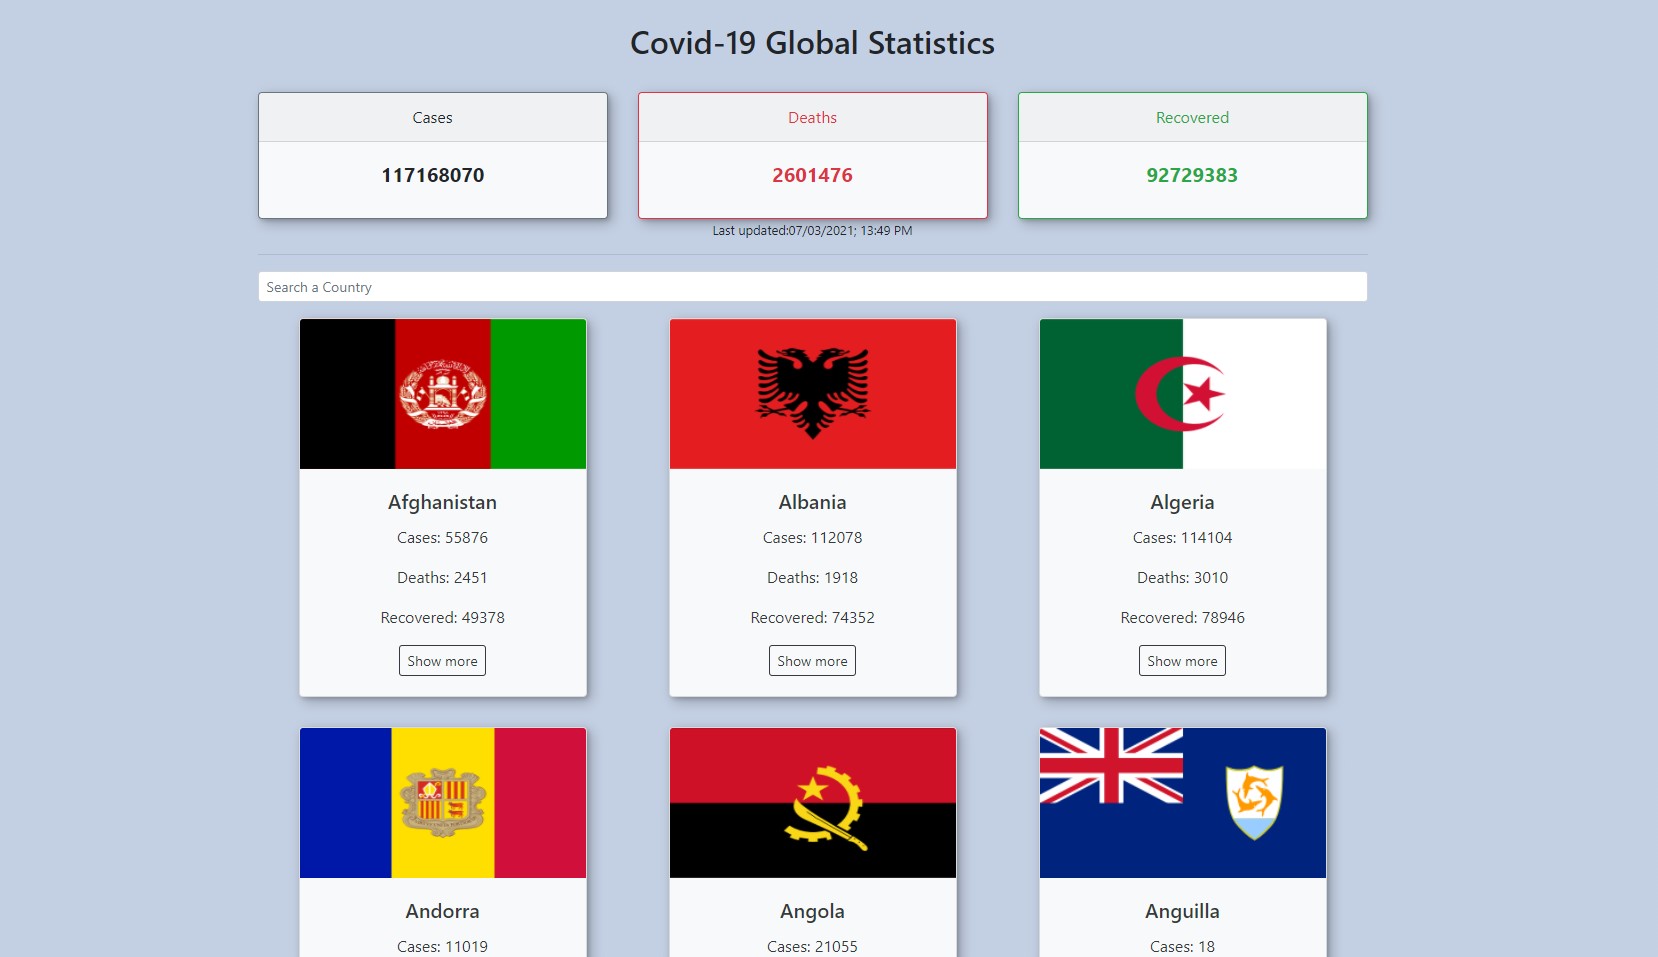 Covid-19 Global Statistics
Cases
Deaths
Recovered
117168070
2601476
92729383
Last updated:07/03/2021; 13:49 PM
Search a Country
Afghanistan
Cases: 55876
Deaths: 2451
Recovered: 49378
Show more
Albania
Cases: 112078
Deaths: 1918
Recovered: 74352
Show more
Algeria
Cases: 114104
Deaths: 3010
Recovered: 78946
Show more
Andorra
Cases: 11019
Angola
Cases: 21055
Anguilla
Cases: 18